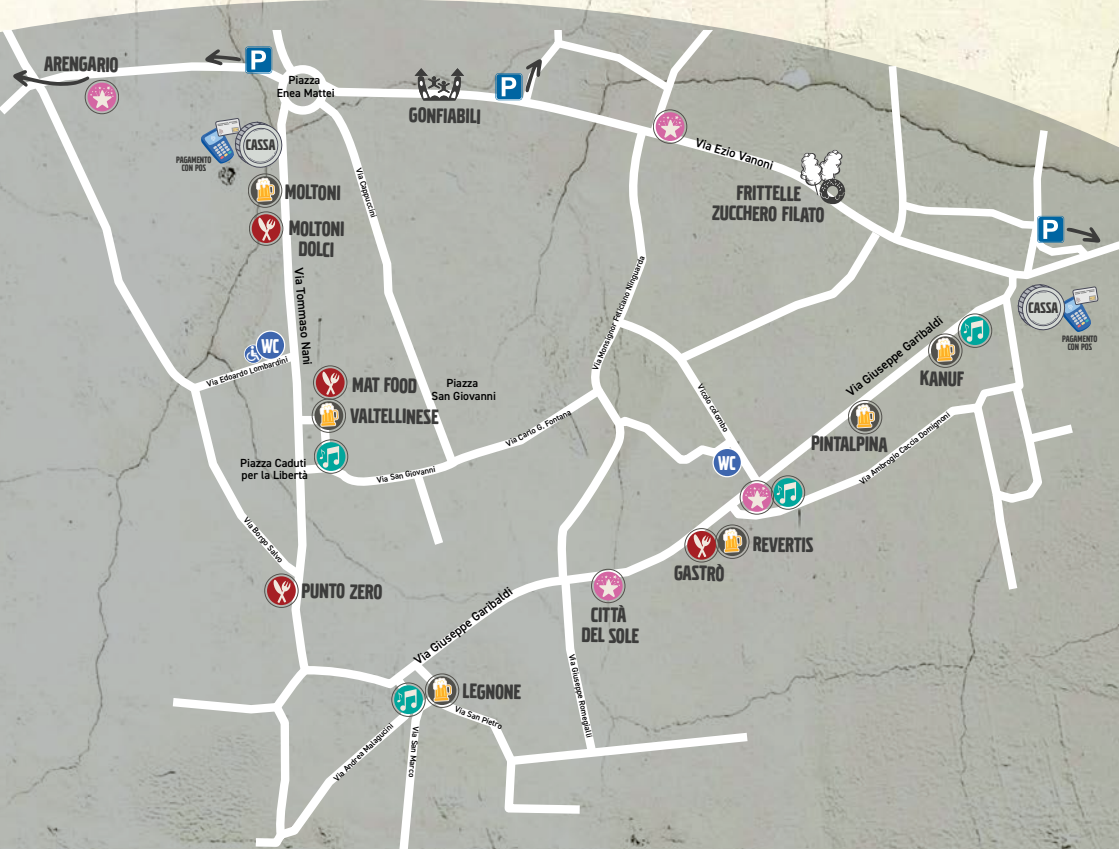 ARENGARIO
P
Piazza
Enea Mattei
GONFIABILI
P
Via Ezio Vanoni
CASSA
PAGAMENTO
CON POS
MOLTONI
MOLTONI
DOLCI
Via Cappuccini
FRITTELLE
ZUCCHERO FILATO
P
Via Tommaso Nani
Via Monsignor Feliciano Ninguarda
CASSA
PAGAMENTO
CON POS
WC
Via Edoardo Lombardini
MAT FOOD
VALTELLINESE
Piazza
San Giovanni
Via Giuseppe Garibaldi
KANUF
Vicolo colombo
PINTALPINA
Via Carlo G. Fontana
Via Ambrogio Caccia Domignoni
Piazza Caduti
per la Libertà
Via San Giovanni
WC
Via Borgo Salvo
REVERTIS
GASTRÒ
PUNTO ZERO
CITTÀ
DEL SOLE
Via Giuseppe Garibaldi
LEGNONE
Via San Pietro
Via Giuseppe Romegialli
Via Andrea Malagucini
Via San Marco